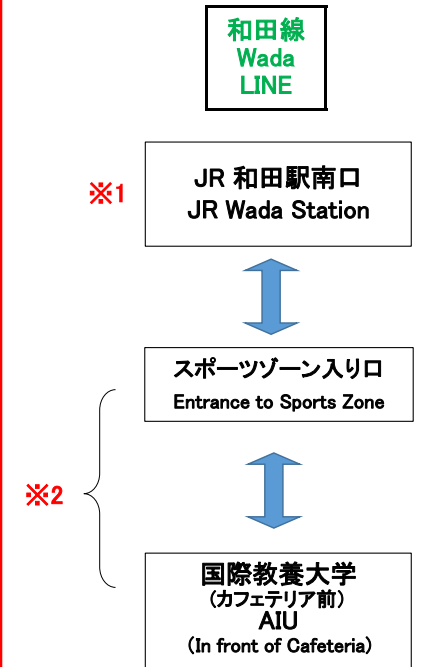 和田線
Wada
LINE
※1
JR 和田駅南口
JR Wada Station
スポーツゾーン入り口
Entrance to Sports Zone
※2
国際教養大学
(カフェテリア前)
AIU
(In front of Cafeteria)